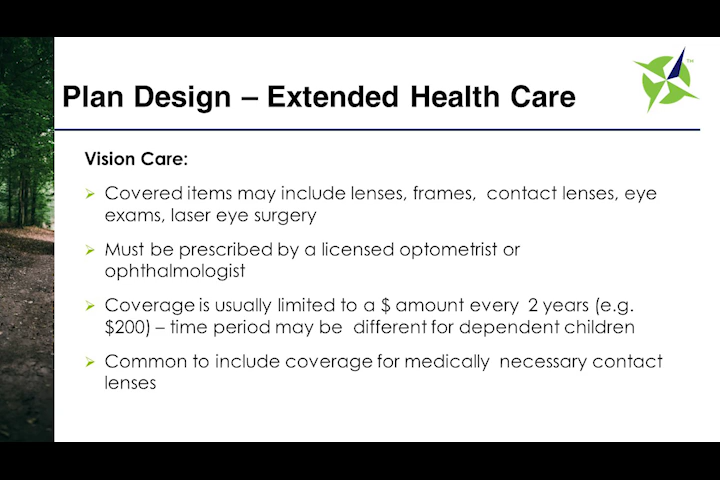 Plan Design – Extended Health Care
TM
Vision Care:
Covered items may include lenses, frames, contact lenses, eye
exams, laser eye surgery
Must be prescribed by a licensed optometrist or
ophthalmologist
Coverage is usually limited to a $ amount every 2 years (e.g.
$200) – time period may be different for dependent children
Common to include coverage for medically necessary contact
lenses